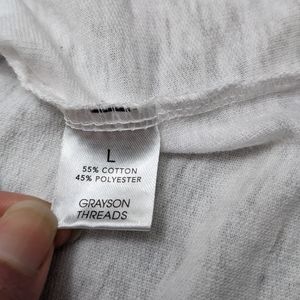 L
55% COTTON
45% POLYESTER
GRAYSON
THREADS